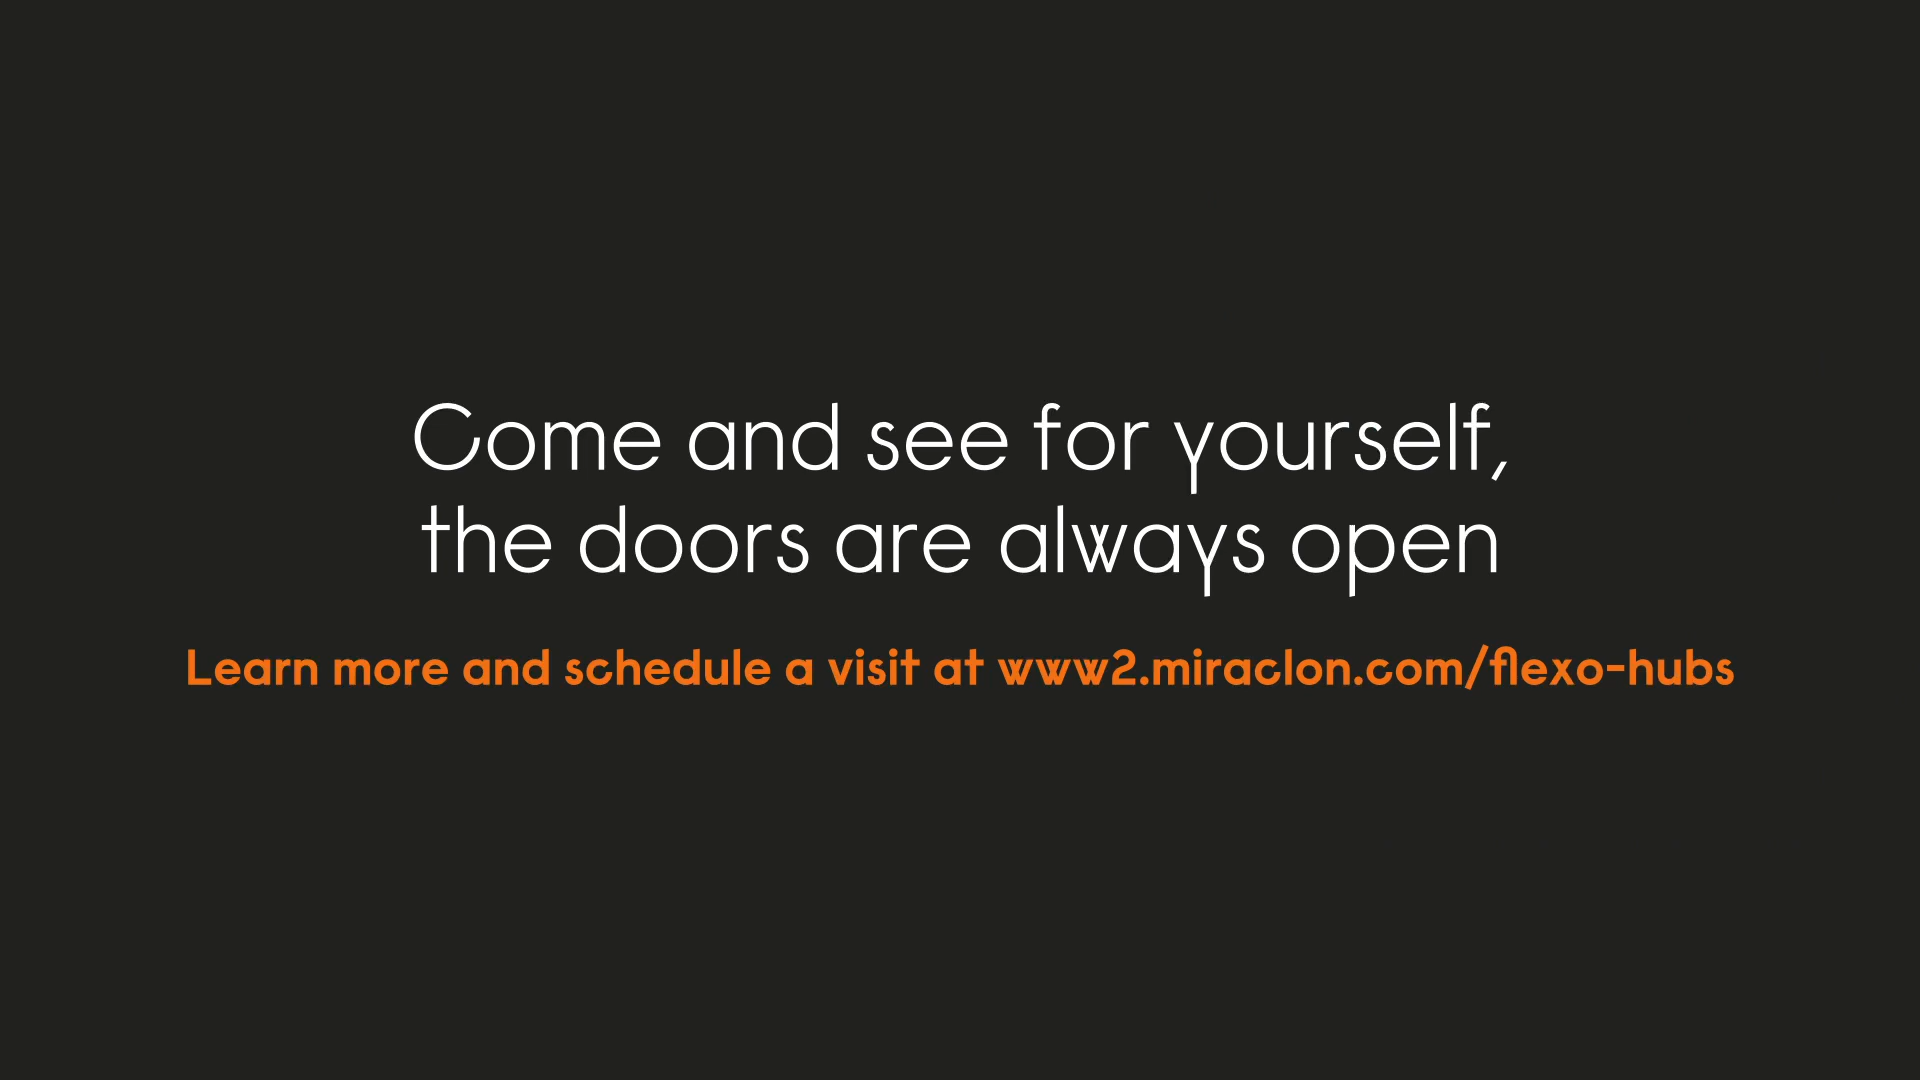 Come and see for yourself,
the doors are always open
Learn more and schedule a visit at www2.miraclon.com/flexo-hubs